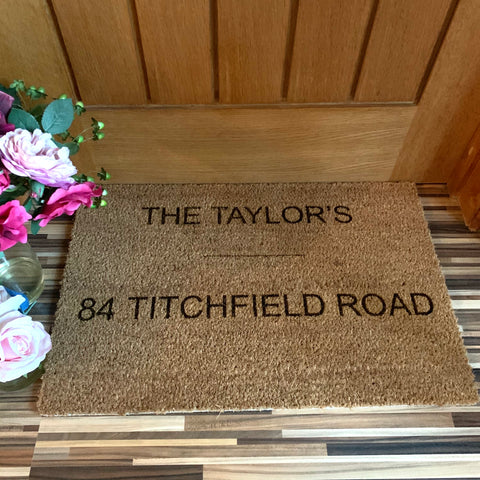 THE TAYLOR'S
84 TITCHFIELD ROAD